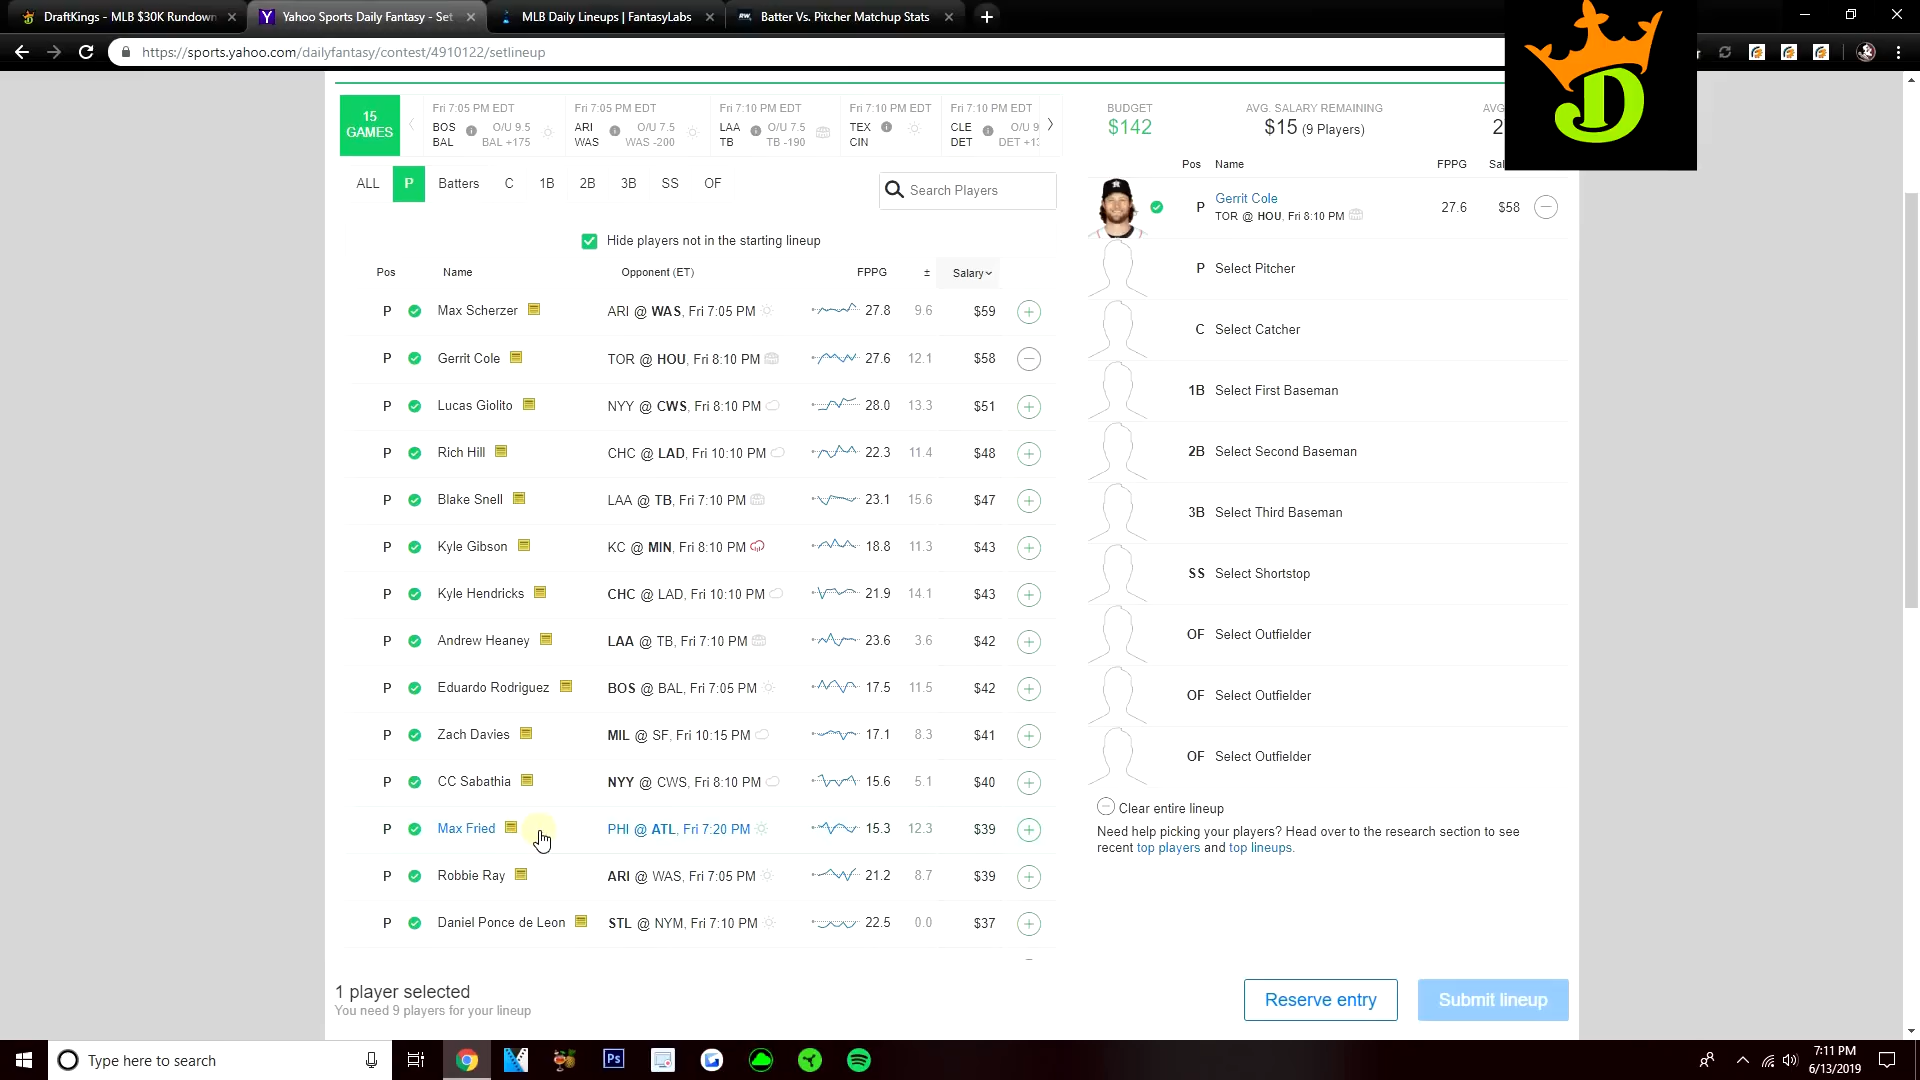 DraftKings - MLB $30K Rundown
Yahoo Sports Daily Fantasy - Set
MLB Daily Lineups | FantasyLabs
RW
Batter Vs. Pitcher Matchup Stats
https://sports.yahoo.com/dailyfantasy/contest/4910122/setlineup
D
15
GAMES
Fri 7:05 PM EDT
BOS O/U 9.5
BAL BAL +175
Fri 7:05 PM EDT
ARI O/U 7.5
WAS WAS -200
Fri 7:10 PM EDT
LAA O/U 7.5
TB TB -190
Fri 7:10 PM EDT
TEX
CIN
Fri 7:10 PM EDT
CLE O/U 9
DET DET +1
BUDGET
$142
AVG. SALARY REMAINING
$15 (9 Players)
AVG
2
ALL P Batters C 1B 2B 3B SS OF
Search Players
Hide players not in the starting lineup
Pos Name Opponent (ET) FPPG ± Salary
P Max Scherzer ARI @ WAS, Fri 7:05 PM 27.8 9.6 $59
P Gerrit Cole TOR @ HOU, Fri 8:10 PM 27.6 12.1 $58
P Lucas Giolito NYY @ CWS, Fri 8:10 PM 28.0 13.3 $51
P Rich Hill CHC @ LAD, Fri 10:10 PM 22.3 11.4 $48
P Blake Snell LAA @ TB, Fri 7:10 PM 23.1 15.6 $47
P Kyle Gibson KC @ MIN, Fri 8:10 PM 18.8 11.3 $43
P Kyle Hendricks CHC @ LAD, Fri 10:10 PM 21.9 14.1 $43
P Andrew Heaney LAA @ TB, Fri 7:10 PM 23.6 3.6 $42
P Eduardo Rodriguez BOS @ BAL, Fri 7:05 PM 17.5 11.5 $42
P Zach Davies MIL @ SF, Fri 10:15 PM 17.1 8.3 $41
P CC Sabathia NYY @ CWS, Fri 8:10 PM 15.6 5.1 $40
P Max Fried PHI @ ATL, Fri 7:20 PM 15.3 12.3 $39
P Robbie Ray ARI @ WAS, Fri 7:05 PM 21.2 8.7 $39
P Daniel Ponce de Leon STL @ NYM, Fri 7:10 PM 22.5 0.0 $37
Pos Name FPPG Sal
P Gerrit Cole 27.6 $58
TOR @ HOU, Fri 8:10 PM
P Select Pitcher
C Select Catcher
1B Select First Baseman
2B Select Second Baseman
3B Select Third Baseman
SS Select Shortstop
OF Select Outfielder
OF Select Outfielder
OF Select Outfielder
Clear entire lineup
Need help picking your players? Head over to the research section to see
recent top players and top lineups.
1 player selected
You need 9 players for your lineup
Reserve entry
Submit lineup
Type here to search
Ps
7:11 PM
6/13/2019